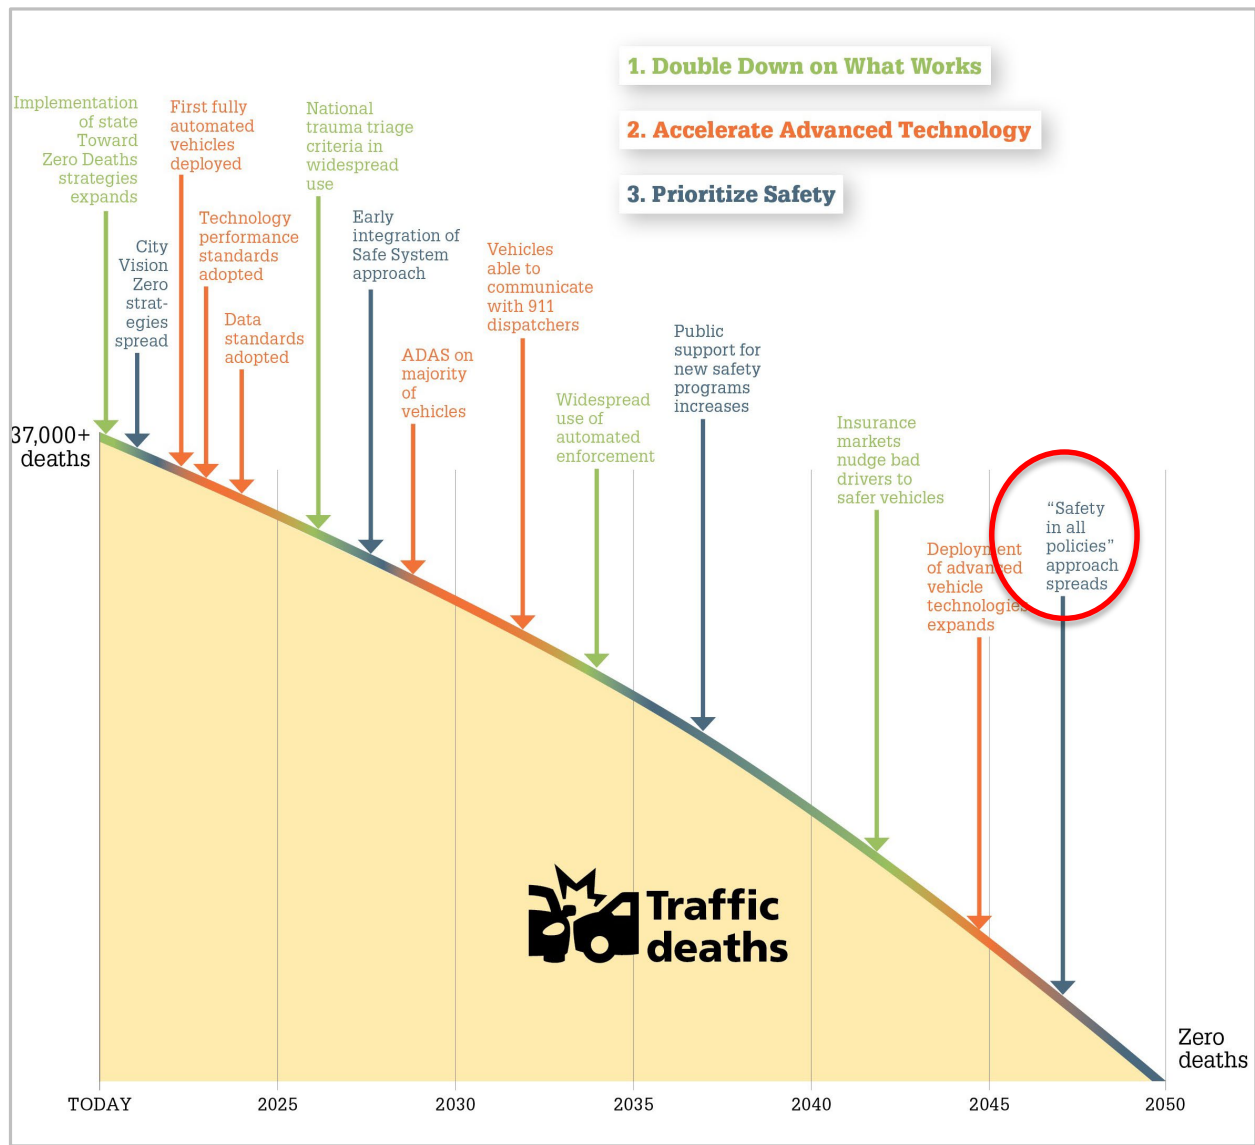 1. Double Down on What Works
2. Accelerate Advanced Technology
3. Prioritize Safety
Implementation
of state
Toward
Zero Deaths
strategies
expands
City
Vision
Zero
strat-
egies
spread
First fully
automated
vehicles
deployed
Technology
performance
standards
adopted
Data
standards
adopted
National
trauma triage
criteria in
widespread
use
Early
integration of
Safe System
approach
ADAS on
majority
of
vehicles
Vehicles
able to
communicate
with 911
dispatchers
Widespread
use of
automated
enforcement
Public
support for
new safety
programs
increases
Insurance
markets
nudge bad
drivers to
safer vehicles
Deployment
of advanced
vehicle
technologies
expands
“Safety
in all
policies”
approach
spreads
37,000+
deaths
Traffic
deaths
Zero
deaths
TODAY
2025
2030
2035
2040
2045
2050